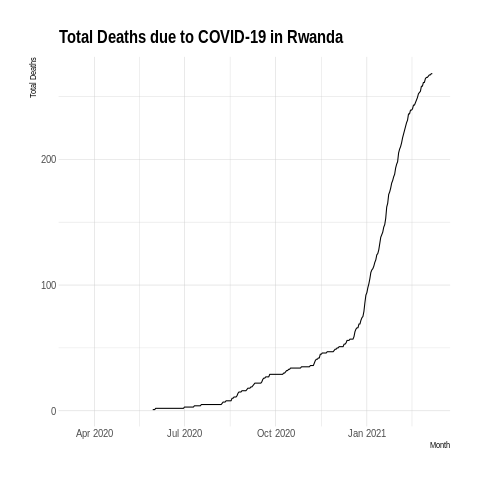 Total Deaths due to COVID-19 in Rwanda
Total Deaths
200
100
0
Apr 2020 Jul 2020 Oct 2020 Jan 2021
Month